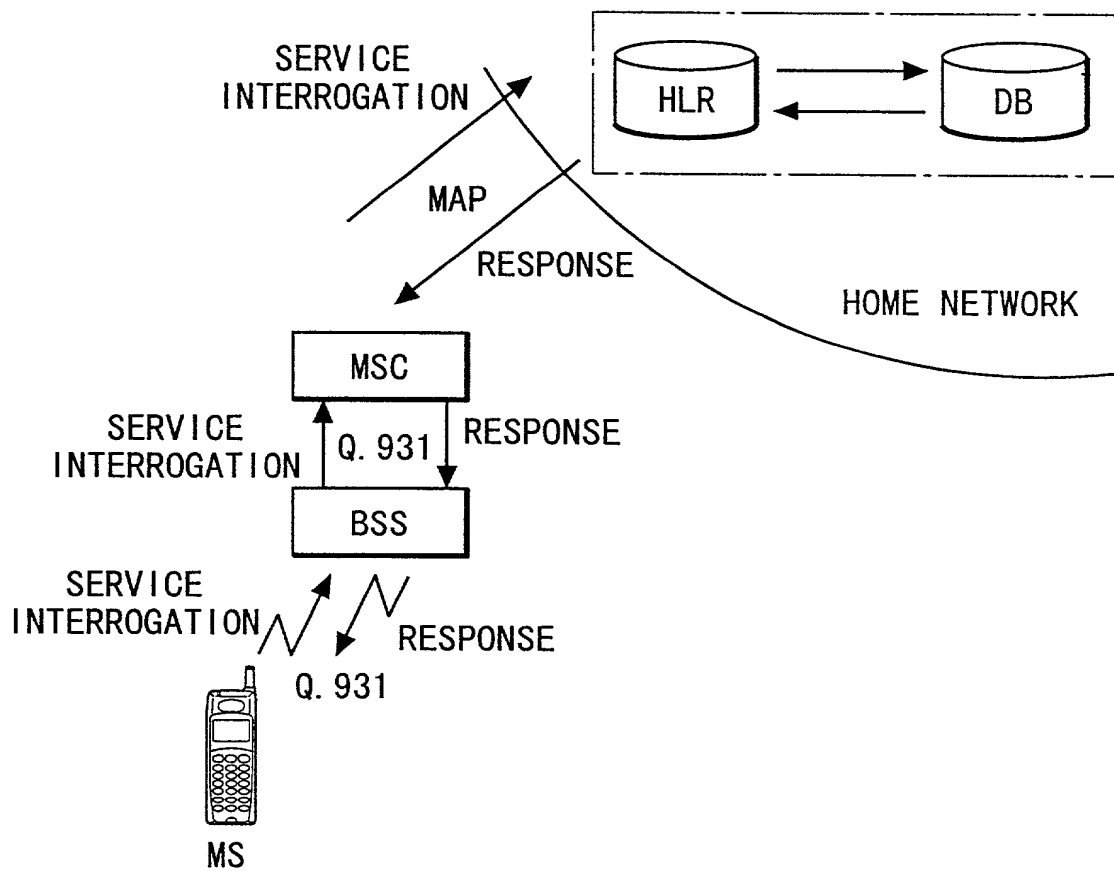 SERVICE
INTERROGATION
HLR
DB
MAP
RESPONSE
HOME NETWORK
MSC
SERVICE
INTERROGATION
Q. 931
RESPONSE
BSS
SERVICE
INTERROGATION
RESPONSE
Q. 931
MS